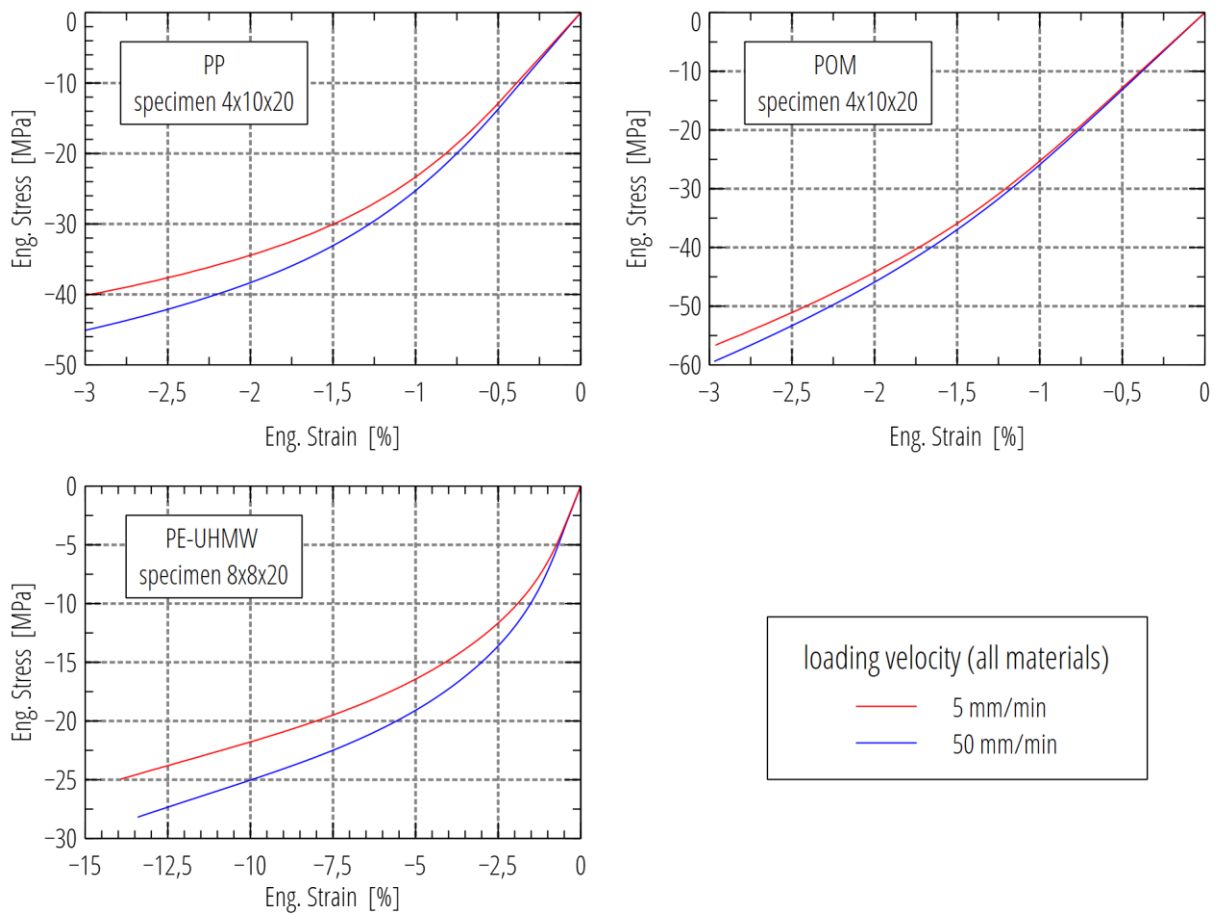 0
−10
−20
−30
−40
−50
Eng. Stress [MPa]
PP
specimen 4x10x20
−3
−2,5
−2
−1,5
−1
−0,5
0
Eng. Strain [%]
0
−10
−20
−30
−40
−50
−60
Eng. Stress [MPa]
POM
specimen 4x10x20
−3
−2,5
−2
−1,5
−1
−0,5
0
Eng. Strain [%]
0
−5
−10
−15
−20
−25
−30
Eng. Stress [MPa]
PE-UHMW
specimen 8x8x20
−15
−12,5
−10
−7,5
−5
−2,5
0
Eng. Strain [%]
loading velocity (all materials)
5 mm/min
50 mm/min